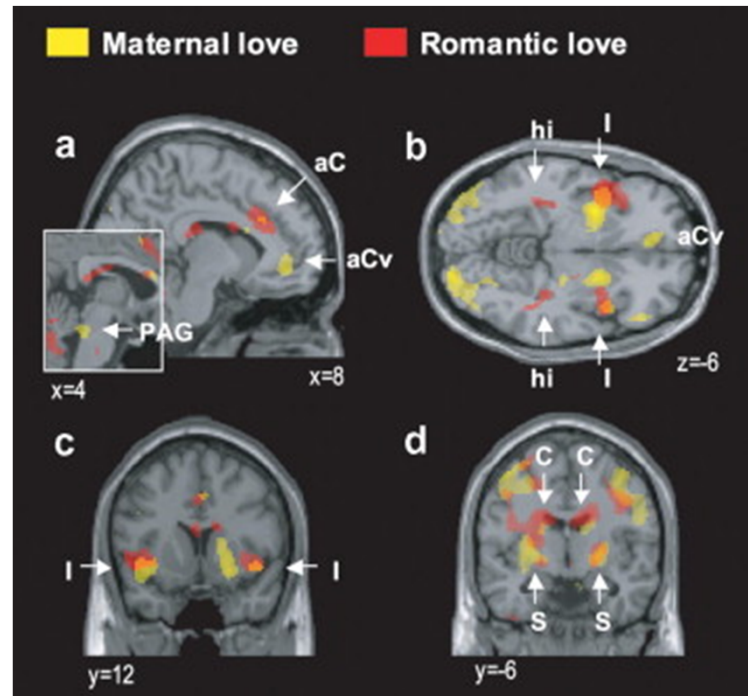 Maternal love
Romantic love
a
aC
aCv
PAG
x=4
x=8
b
hi
I
aCv
hi
I
z=-6
c
I
I
y=12
d
C
C
S
S
y=-6